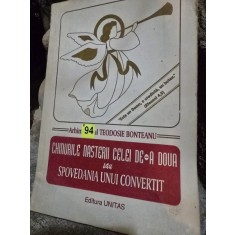 Arhim
94
d TEODOSIE BONTEANU
CHINURILE NAȘTERII CELEI DE-A DOUA
sau
SPOVEDANIA UNUI CONVERTIT
Editura UNITAS